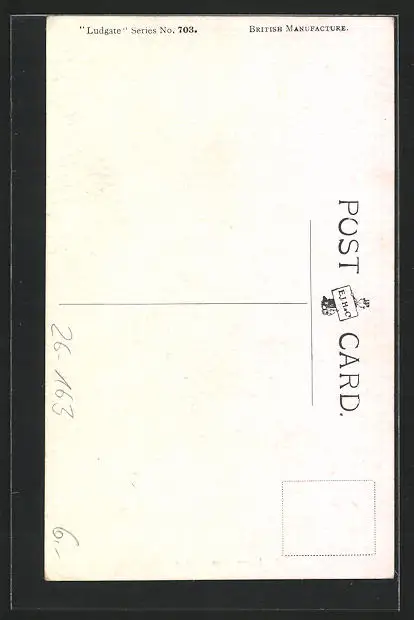 "Ludgate" Series No. 703.
BRITISH MANUFACTURE.
POST CARD.
E.J.H.&Co
26-163
6,-